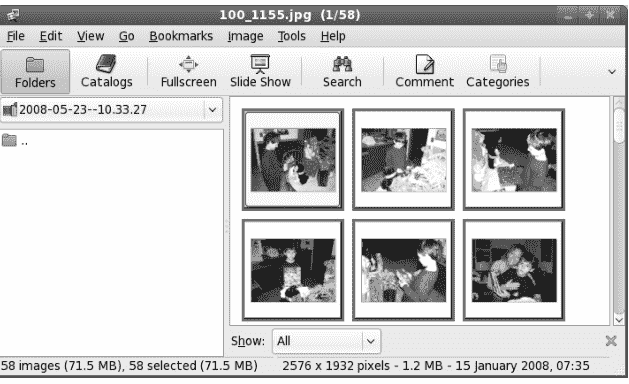 100_1155.jpg (1/58)
File Edit View Go Bookmarks Image Tools Help
Folders Catalogs Fullscreen Slide Show Search Comment Categories
2008-05-23--10.33.27
..
Show: All
58 images (71.5 MB), 58 selected (71.5 MB) 2576 x 1932 pixels - 1.2 MB - 15 January 2008, 07:35